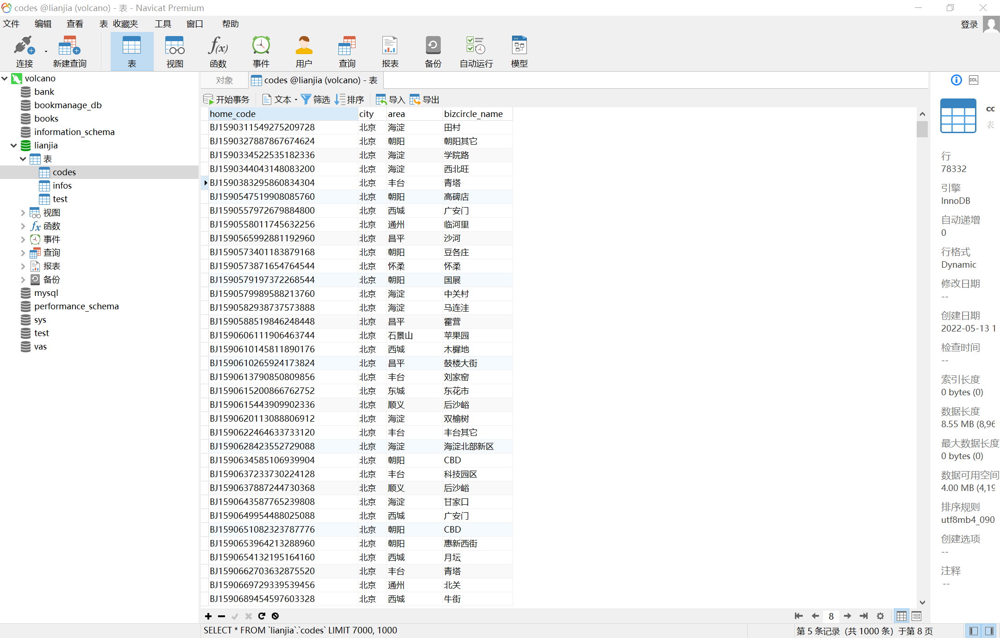 codes @lianjia (volcano) - 表 - Navicat Premium
文件 编辑 查看 表 收藏夹 工具 窗口 帮助 登录
连接 新建查询 表 视图 函数 事件 用户 查询 报表 备份 自动运行 模型
volcano
bank
bookmanage_db
books
information_schema
lianjia
表
codes
infos
test
视图
函数
事件
查询
报表
备份
mysql
performance_schema
sys
test
vas
对象 codes @lianjia (volcano) - 表
开始事务 文本 筛选 排序 导入 导出
home_code city area bizcircle_name
BJ1590311549275209728 北京 海淀 田村
BJ1590327887867674624 北京 朝阳 朝阳其它
BJ1590334522535182336 北京 海淀 学院路
BJ1590344043148083200 北京 海淀 西北旺
BJ1590383295860834304 北京 丰台 青塔
BJ1590547519908085760 北京 朝阳 高碑店
BJ1590557972679884800 北京 西城 广安门
BJ1590558011745632256 北京 通州 临河里
BJ1590565992881192960 北京 昌平 沙河
BJ1590573401183879168 北京 朝阳 豆各庄
BJ1590573871654764544 北京 怀柔 怀柔
BJ1590579197372268544 北京 朝阳 国展
BJ1590579989588213760 北京 海淀 中关村
BJ1590582938737573888 北京 海淀 马连洼
BJ1590588519846248448 北京 昌平 霍营
BJ1590606111906463744 北京 石景山 苹果园
BJ1590610145811890176 北京 西城 木樨地
BJ1590610265924173824 北京 昌平 鼓楼大街
BJ1590613790850809856 北京 丰台 刘家窑
BJ1590615200866762752 北京 东城 东花市
BJ1590615443909902336 北京 顺义 后沙峪
BJ1590620113088806912 北京 海淀 双榆树
BJ1590622464633733120 北京 丰台 丰台其它
BJ1590628423552729088 北京 海淀 海淀北部新区
BJ1590634585106939904 北京 朝阳 CBD
BJ1590637233730224128 北京 丰台 科技园区
BJ1590637887244730368 北京 顺义 后沙峪
BJ1590643587765239808 北京 海淀 甘家口
BJ1590649954488025088 北京 西城 广安门
BJ1590651082323787776 北京 朝阳 CBD
BJ1590653964213288960 北京 朝阳 惠新西街
BJ1590654132195164160 北京 西城 月坛
BJ1590662703632875520 北京 丰台 青塔
BJ1590669729339539456 北京 通州 北关
BJ1590689454597603328 北京 西城 牛街
8
SELECT * FROM `lianjia`.`codes` LIMIT 7000, 1000
第 5 条记录 (共 1000 条) 于第 8 页
DDL
co
表
行
78332
引擎
InnoDB
自动递增
0
行格式
Dynamic
修改日期
--
创建日期
2022-05-13 1
检查时间
--
索引长度
0 bytes (0)
数据长度
8.55 MB (8,96
最大数据长度
0 bytes (0)
数据可用空间
4.00 MB (4,19
排序规则
utf8mb4_090
创建选项
--
注释
--